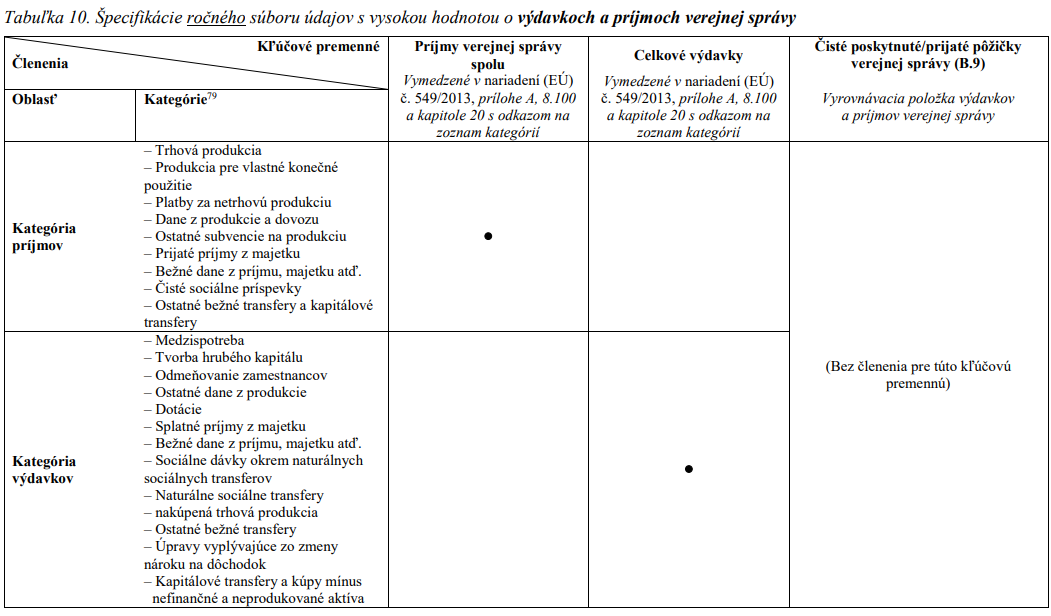 Tabuľka 10. Špecifikácie ročného súboru údajov s vysokou hodnotou o výdavkoch a príjmoch verejnej správy
Kľúčové premenné
Členenia
Príjmy verejnej správy
spolu
Vymedzené v nariadení (EÚ)
č. 549/2013, prílohe A, 8.100
a kapitole 20 s odkazom na
zoznam kategórií
Celkové výdavky
Vymedzené v nariadení (EÚ)
č. 549/2013, prílohe A, 8.100
a kapitole 20 s odkazom na
zoznam kategórií
Čisté poskytnuté/prijaté pôžičky
verejnej správy (B.9)
Vyrovnávacia položka výdavkov
a príjmov verejnej správy
Oblasť
Kategórie79
Kategória
príjmov
– Trhová produkcia
– Produkcia pre vlastné konečné
použitie
– Platby za netrhovú produkciu
– Dane z produkcie a dovozu
– Ostatné subvencie na produkciu
– Prijaté príjmy z majetku
– Bežné dane z príjmu, majetku atď.
– Čisté sociálne príspevky
– Ostatné bežné transfery a kapitálové
transfery
●
Kategória
výdavkov
– Medzispotreba
– Tvorba hrubého kapitálu
– Odmeňovanie zamestnancov
– Ostatné dane z produkcie
– Dotácie
– Splatné príjmy z majetku
– Bežné dane z príjmu, majetku atď.
– Sociálne dávky okrem naturálnych
sociálnych transferov
– Naturálne sociálne transfery
– nakúpená trhová produkcia
– Ostatné bežné transfery
– Úpravy vyplývajúce zo zmeny
nároku na dôchodok
– Kapitálové transfery a kúpy mínus
nefinančné a neprodukované aktíva
●
(Bez členenia pre túto kľúčovú
premennú)